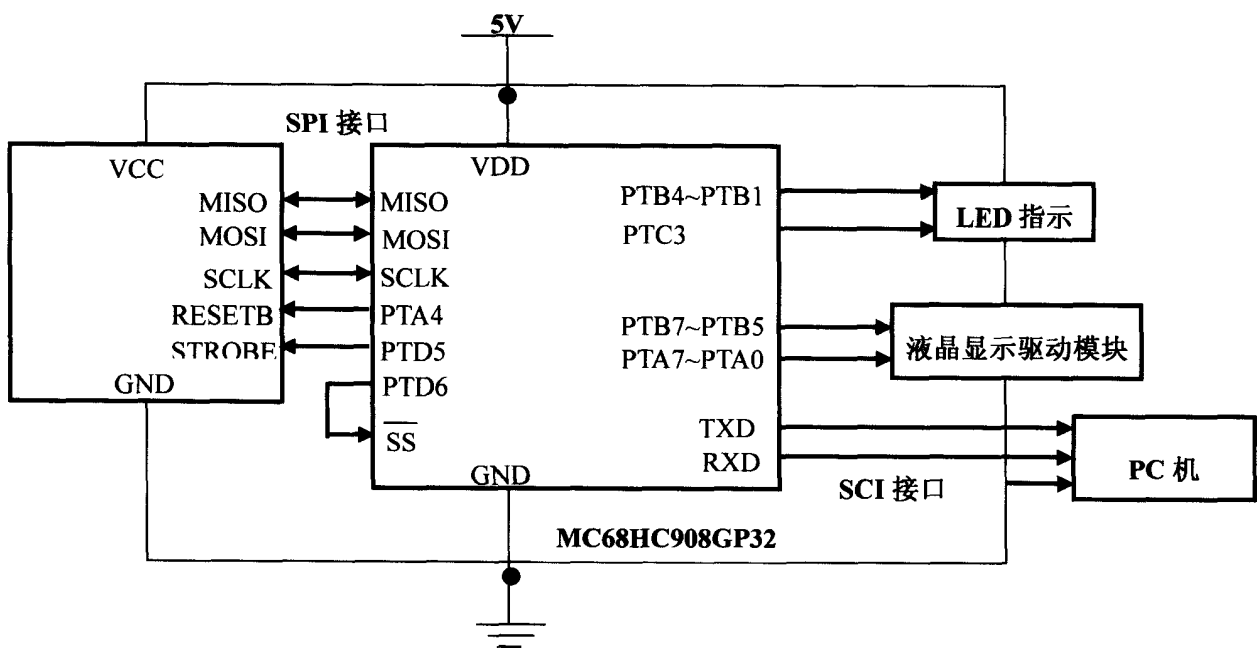 5V
SPI 接口
VCC
MISO
MOSI
SCLK
RESETB
STROBE
GND
VDD
MISO
MOSI
SCLK
PTA4
PTD5
PTD6
SS
GND
PTB4~PTB1
PTC3
PTB7~PTB5
PTA7~PTA0
TXD
RXD
LED 指示
液晶显示驱动模块
PC 机
SCI 接口
MC68HC908GP32